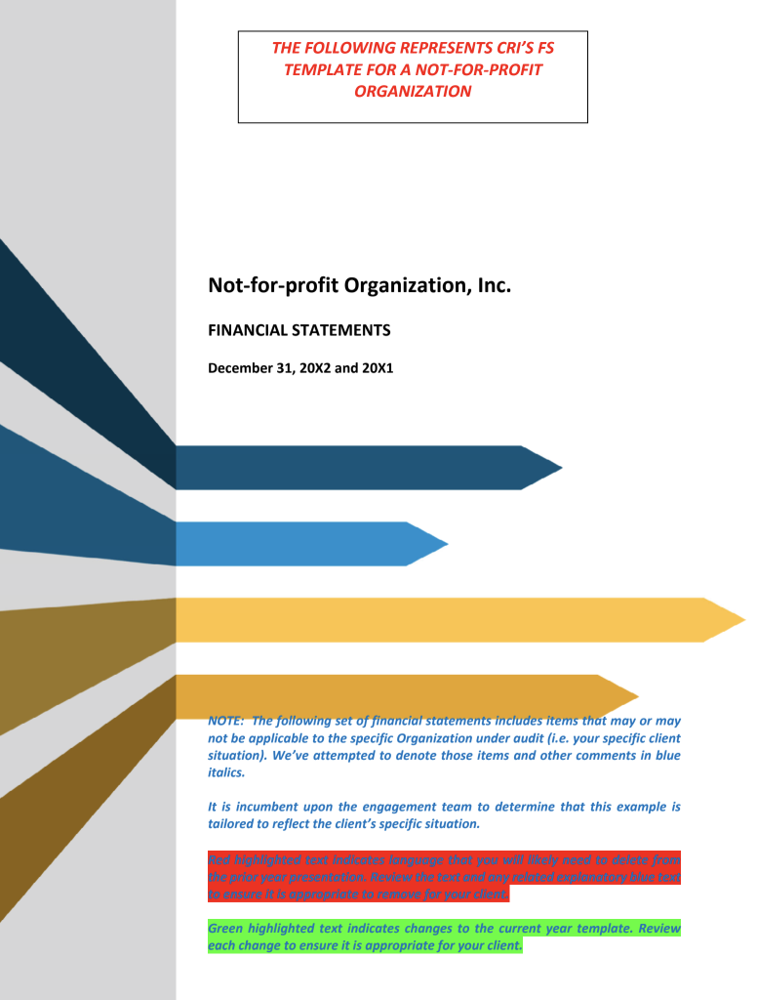 THE FOLLOWING REPRESENTS CRI’S FS
TEMPLATE FOR A NOT-FOR-PROFIT
ORGANIZATION
Not-for-profit Organization, Inc.
FINANCIAL STATEMENTS
December 31, 20X2 and 20X1
NOTE:  The following set of financial statements includes items that may or may
not be applicable to the specific Organization under audit (i.e. your specific client
situation). We’ve attempted to denote those items and other comments in blue
italics.
It is incumbent upon the engagement team to determine that this example is
tailored to reflect the client’s specific situation.
Red highlighted text indicates language that you will likely need to delete from
the prior year presentation. Review the text and any related explanatory blue text
to ensure it is appropriate to remove for your client.
Green highlighted text indicates changes to the current year template. Review
each change to ensure it is appropriate for your client.